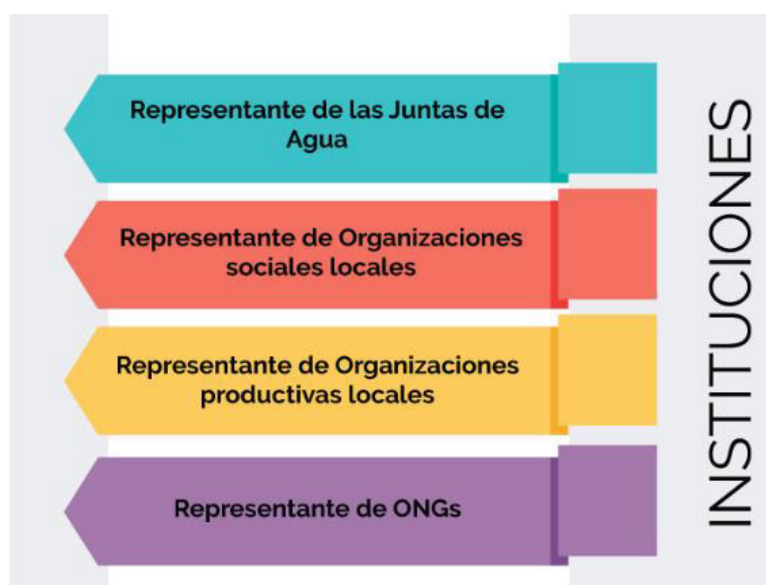 Representante de las Juntas de
Agua
Representante de Organizaciones
sociales locales
Representante de Organizaciones
productivas locales
Representante de ONGs
INSTITUCIONES